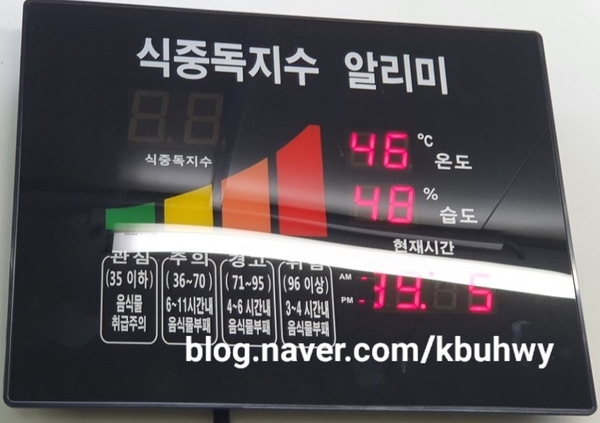 식중독지수 알리미
식중독지수
46 ℃ 온도
48 % 습도
현재시간
AM
PM
관심 주의 경고 위험
(35 이하) (36~70) (71~95) (96 이상)
음식물 6~11시간내 4~6 시간내 3~4 시간내
취급주의 음식물부패 음식물부패 음식물부패
blog.naver.com/kbuhwy